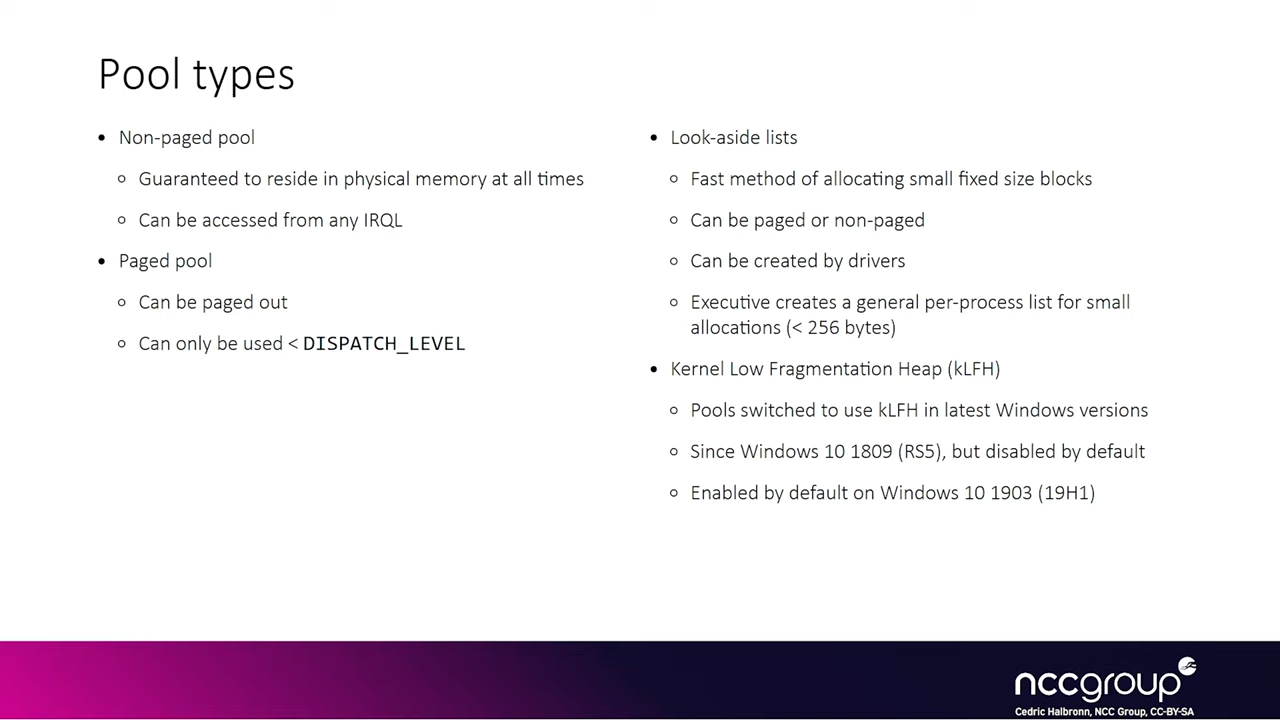 Pool types
• Non-paged pool
○ Guaranteed to reside in physical memory at all times
○ Can be accessed from any IRQL
• Paged pool
○ Can be paged out
○ Can only be used < DISPATCH_LEVEL
• Look-aside lists
○ Fast method of allocating small fixed size blocks
○ Can be paged or non-paged
○ Can be created by drivers
○ Executive creates a general per-process list for small
allocations (< 256 bytes)
• Kernel Low Fragmentation Heap (kLFH)
○ Pools switched to use kLFH in latest Windows versions
○ Since Windows 10 1809 (RS5), but disabled by default
○ Enabled by default on Windows 10 1903 (19H1)
nccgroup
Cedric Halbronn, NCC Group, CC-BY-SA